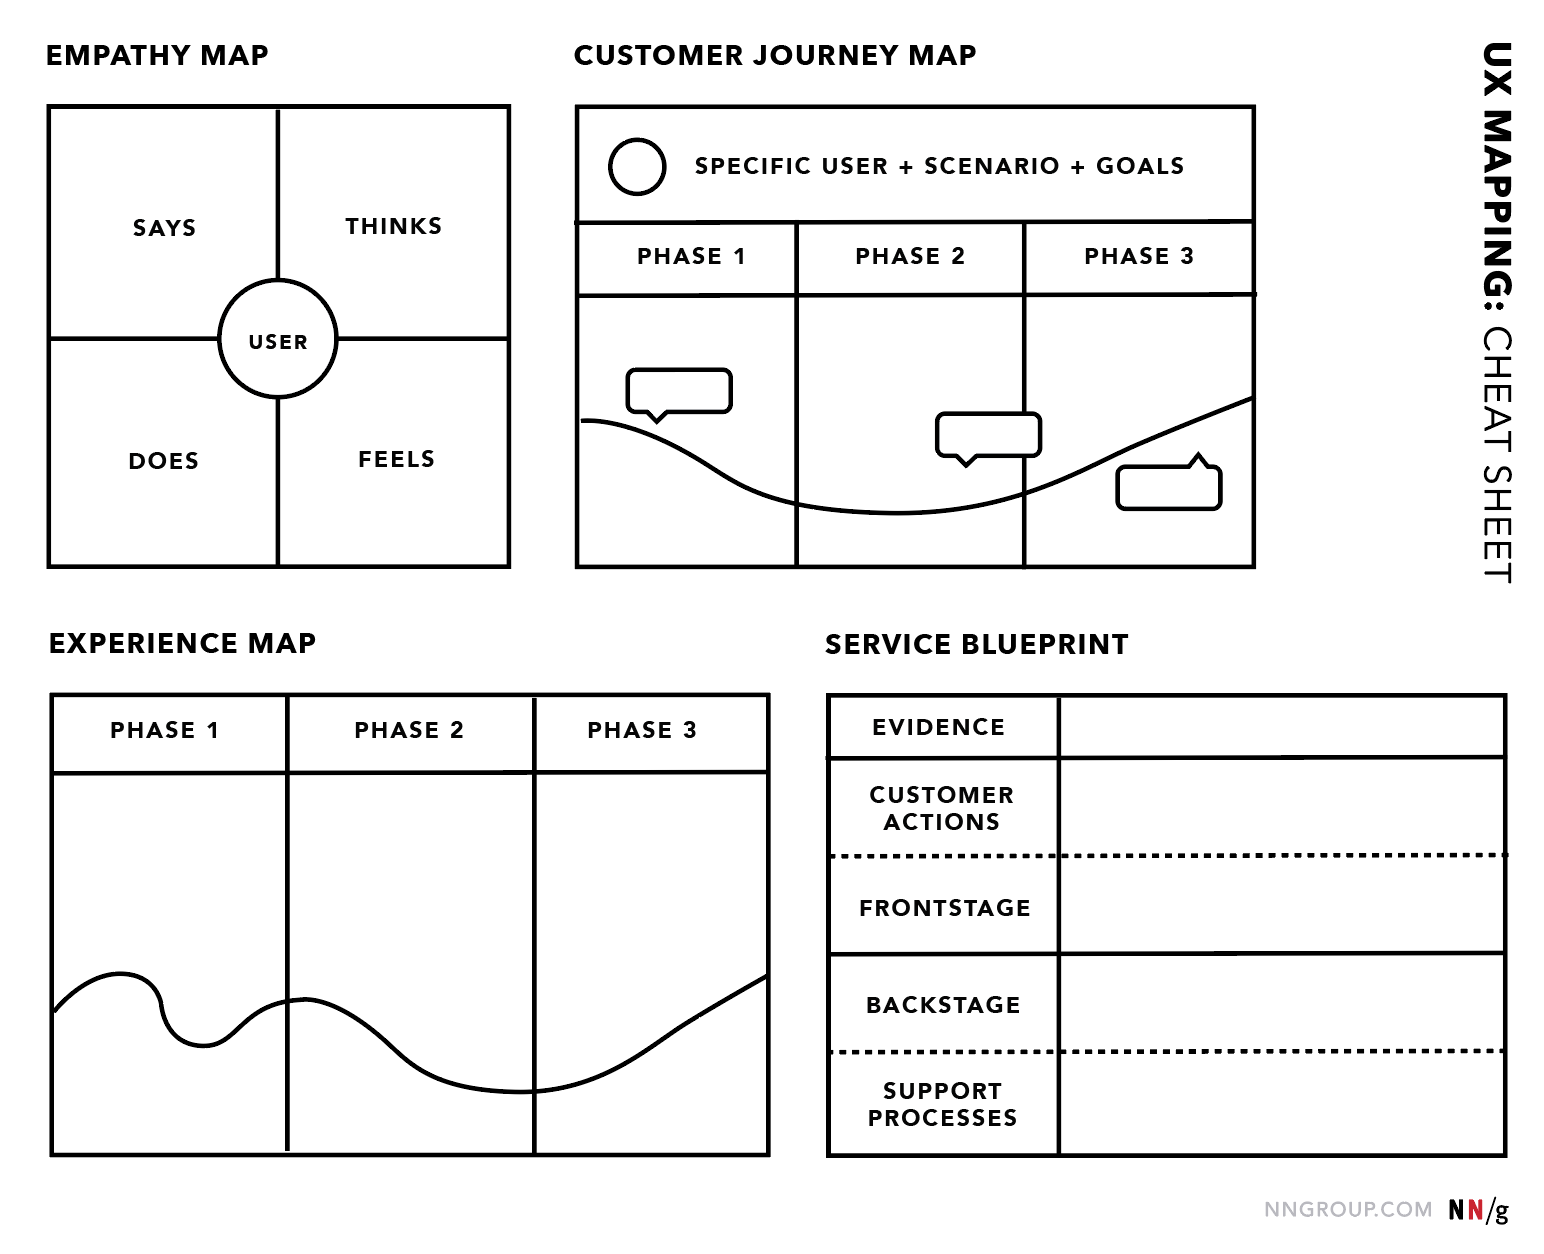 EMPATHY MAP
SAYS
THINKS
USER
DOES
FEELS
CUSTOMER JOURNEY MAP
SPECIFIC USER + SCENARIO + GOALS
PHASE 1
PHASE 2
PHASE 3
UX MAPPING: CHEAT SHEET
EXPERIENCE MAP
PHASE 1
PHASE 2
PHASE 3
SERVICE BLUEPRINT
EVIDENCE
CUSTOMER
ACTIONS
FRONTSTAGE
BACKSTAGE
SUPPORT
PROCESSES
NNGROUP.COM NN/g